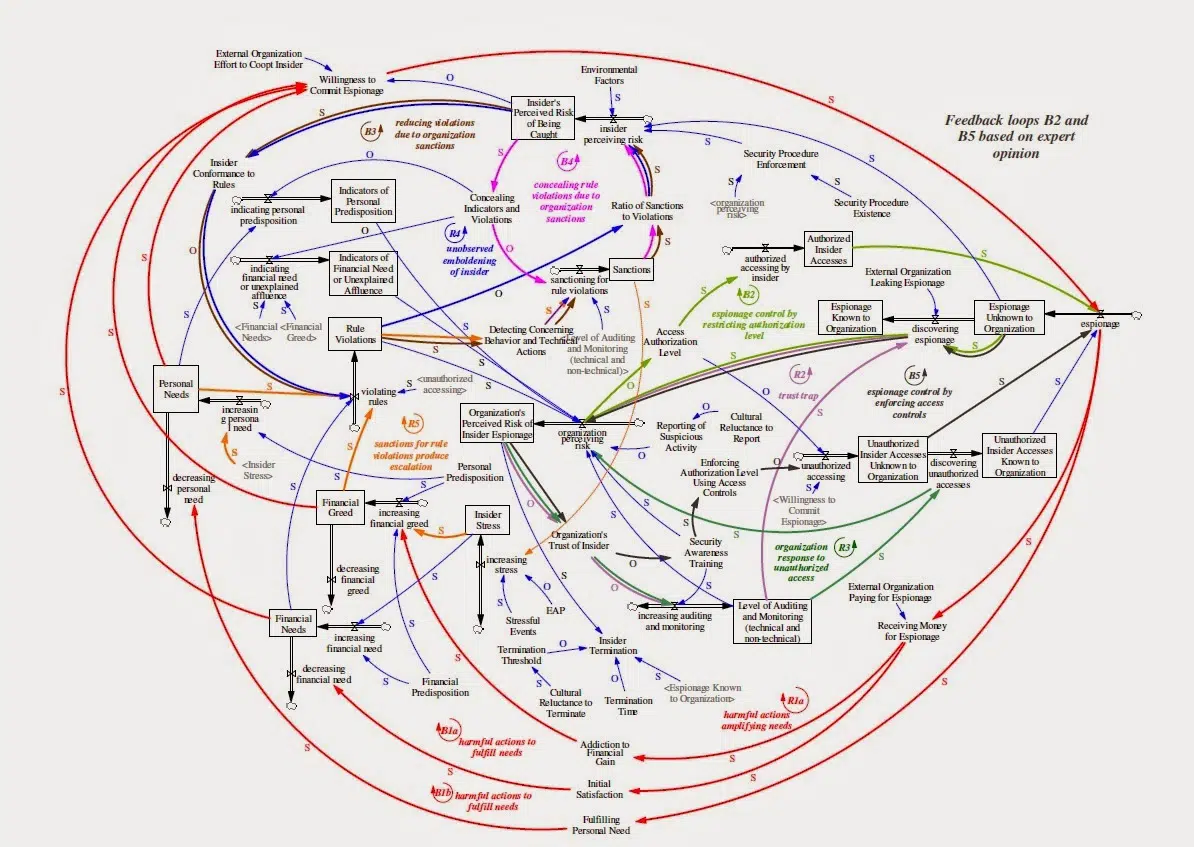 External Organization
Effort to Coopt Insider
Willingness to
Commit Espionage
O
Environmental
Factors
S
Insider's
Perceived Risk
of Being
Caught
insider
perceiving risk
S
S
Feedback loops B2 and
B5 based on expert
opinion
B3
reducing violations
due to organization
sanctions
S
B4
concealing rule
violations due to
organization
sanctions
S
S
S
Security Procedure
Enforcement
S
S
Security Procedure
Existence
<organization
perceiving
risk>
Insider
Conformance to
Rules
O
indicating personal
predisposition
Indicators of
Personal
Predisposition
O
Concealing
Indicators and
Violations
Ratio of Sanctions
to Violations
R4
unobserved
emboldening
of insider
O
S
S
O
S
indicating
financial need
or unexplained
affluence
Indicators of
Financial Need
or Unexplained
Affluence
S
S
<Financial
Needs>
<Financial
Greed>
sanctioning for
rule violations
Sanctions
O
S
authorized
accessing by
insider
Authorized
Insider
Accesses
S
S
External Organization
Leaking Espionage
B2
espionage control by
restricting authorization
level
Rule
Violations
S
S
Detecting Concerning
Behavior and Technical
Actions
S
S
S
S
<Level of Auditing
and Monitoring
(technical and
non-technical)>
Access
Authorization
Level
S
O
Espionage
Known to
Organization
discovering
espionage
Espionage
Unknown to
Organization
espionage
S
S
S
Personal
Needs
S
increasin
g persona
l need
violating
rules
S
<unauthorized
accessing>
S
<Insider
Stress>
S
R5
sanctions for rule
violations produce
escalation
R2
trust trap
S
O
B5
espionage control by
enforcing access
controls
S
S
Organization's
Perceived Risk of
Insider Espionage
organization
perceiving
risk
Reporting of
Suspicious
Activity
O
O
Cultural
Reluctance to
Report
Enforcing
Authorization Level
Using Access
Controls
O
unauthorized
accessing
S
<Willingness to
Commit
Espionage>
Unauthorized
Insider Accesses
Unknown to
Organization
discovering
unauthorized
accesses
Unauthorized
Insider Accesses
Known to
Organization
decreasing
personal
need
S
S
Personal
Predisposition
S
Financial
Greed
increasing
financial greed
Insider
Stress
S
O
Organization's
Trust of Insider
S
S
O
O
Security
Awareness
Training
S
organization
response to
unauthorized
access
R3
S
S
decreasing
financial
greed
S
S
increasing
stress
S
O
S
EAP
Stressful
Events
increasing auditing
and monitoring
Level of Auditing
and Monitoring
(technical and
non-technical)
External Organization
Paying for Espionage
Receiving Money
for Espionage
Financial
Needs
increasing
financial need
S
Termination
Threshold
O
Insider
Termination
S
O
S
<Espionage Known
to Organization>
decreasing
financial need
Financial
Predisposition
S
Cultural
Reluctance to
Terminate
Termination
Time
S
R1a
harmful actions
amplifying needs
B1a
harmful actions to
fulfill needs
Addiction to
Financial
Gain
S
S
S
S
Initial
Satisfaction
B1b
harmful actions to
fulfill needs
Fulfilling
Personal Need